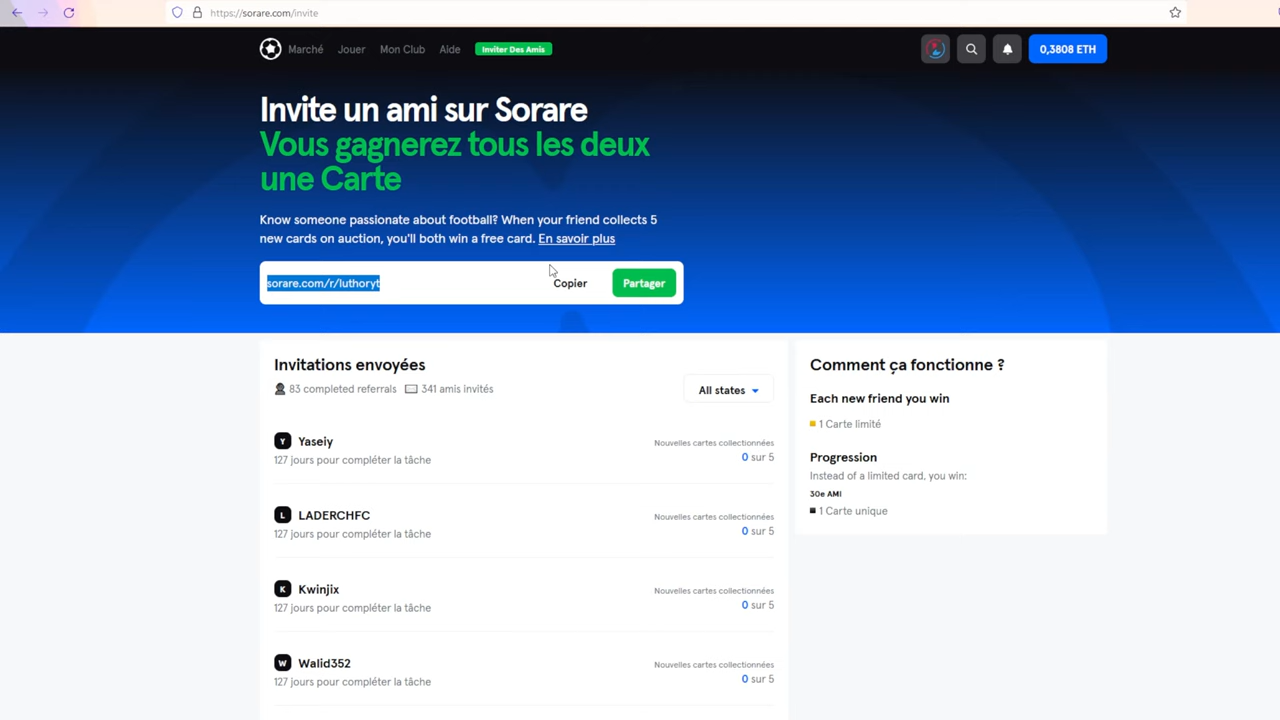 https://sorare.com/invite
Marché Jouer Mon Club Aide Inviter Des Amis 0,3808 ETH
Invite un ami sur Sorare
Vous gagnerez tous les deux
une Carte
Know someone passionate about football? When your friend collects 5
new cards on auction, you'll both win a free card. En savoir plus
sorare.com/r/luthoryt Copier Partager
Invitations envoyées
83 completed referrals 341 amis invités
All states
Y Yaseiy
127 jours pour compléter la tâche
Nouvelles cartes collectionnées
0 sur 5
L LADERCHFC
127 jours pour compléter la tâche
Nouvelles cartes collectionnées
0 sur 5
K Kwinjix
127 jours pour compléter la tâche
Nouvelles cartes collectionnées
0 sur 5
W Walid352
127 jours pour compléter la tâche
Nouvelles cartes collectionnées
0 sur 5
Comment ça fonctionne ?
Each new friend you win
1 Carte limité
Progression
Instead of a limited card, you win:
30e AMI
1 Carte unique